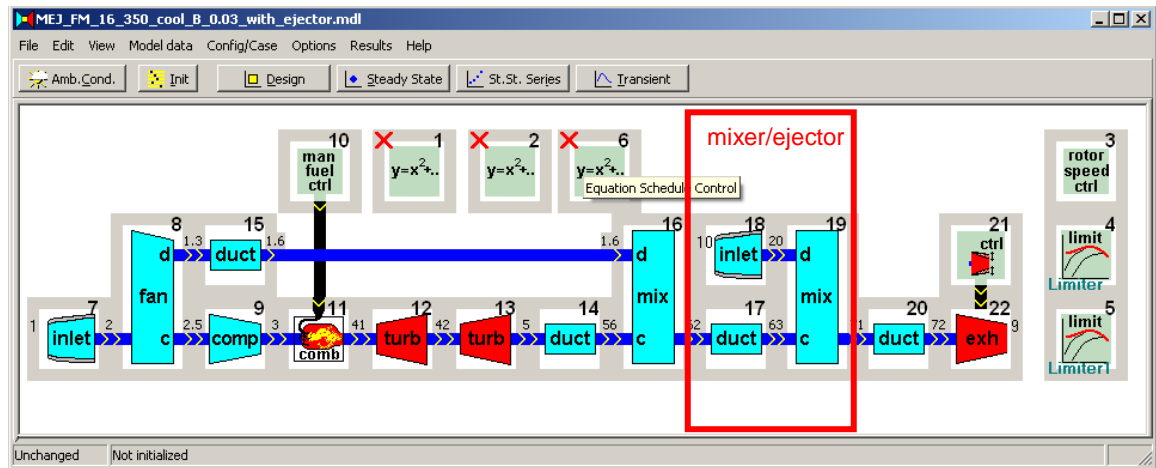 MEJ_FM_16_350_cool_B_0.03_with_ejector.mdl
File Edit View Model data Config/Case Options Results Help
Amb.Cond. Init Design Steady State St.St. Series Transient
mixer/ejector
10 1 2 6 3
man fuel ctrl
y=x²+..
y=x²+..
y=x²+..
Equation Schedule Control
rotor speed ctrl
8 15 16 18 19 21 4
d 1.3 duct 1.6 1.6 d 10 inlet 20 d ctrl limit
Limiter
fan mix mix
7 9 11 12 13 14 17 20 22 5
1 inlet 2 c 2.5 comp 3 comb 41 turb 42 turb 5 duct 56 c 62 duct 63 c duct 72 exh 9 limit
Limiter1
Unchanged Not initialized